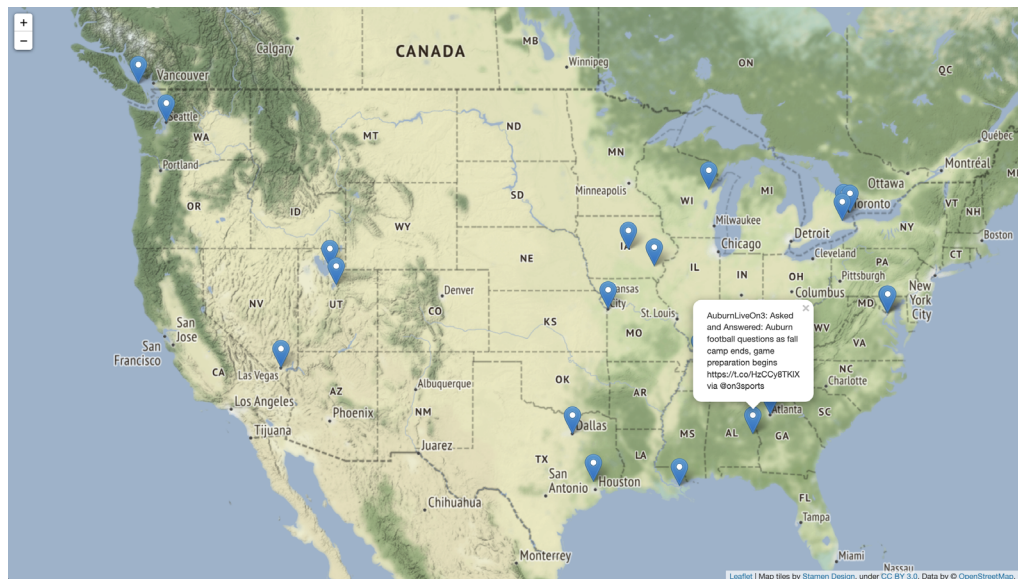 +
−
CANADA
MB
Calgary
Winnipeg
ON
QC
Vancouver
Seattle
WA
MT
ND
Québec
Portland
MN
Ottawa
Montréal
Minneapolis
MI
OR
ID
SD
WI
Toronto
VT
NH
WY
Milwaukee
Detroit
NY
Boston
IA
Chicago
Cleveland
CT
NE
IL
IN
OH
PA
Pittsburgh
NV
UT
Denver
Kansas
City
Columbus
MD
New
York
City
CO
St. Louis
San
Jose
San
Francisco
KS
MO
WV
VA
×
AuburnLiveOn3: Asked
and Answered: Auburn
football questions as fall
camp ends, game
preparation begins
https://t.co/HzCCy8TKlX
via @on3sports
CA
Las Vegas
NC
Charlotte
Los Angeles
AZ
Albuquerque
OK
AR
Phoenix
NM
Atlanta
SC
Tijuana
Dallas
MS
AL
GA
Juarez
TX
LA
San
Antonio
Houston
Chihuahua
FL
Tampa
Monterrey
Miami
Nassau
Leaflet | Map tiles by Stamen Design, under CC BY 3.0. Data by © OpenStreetMap.